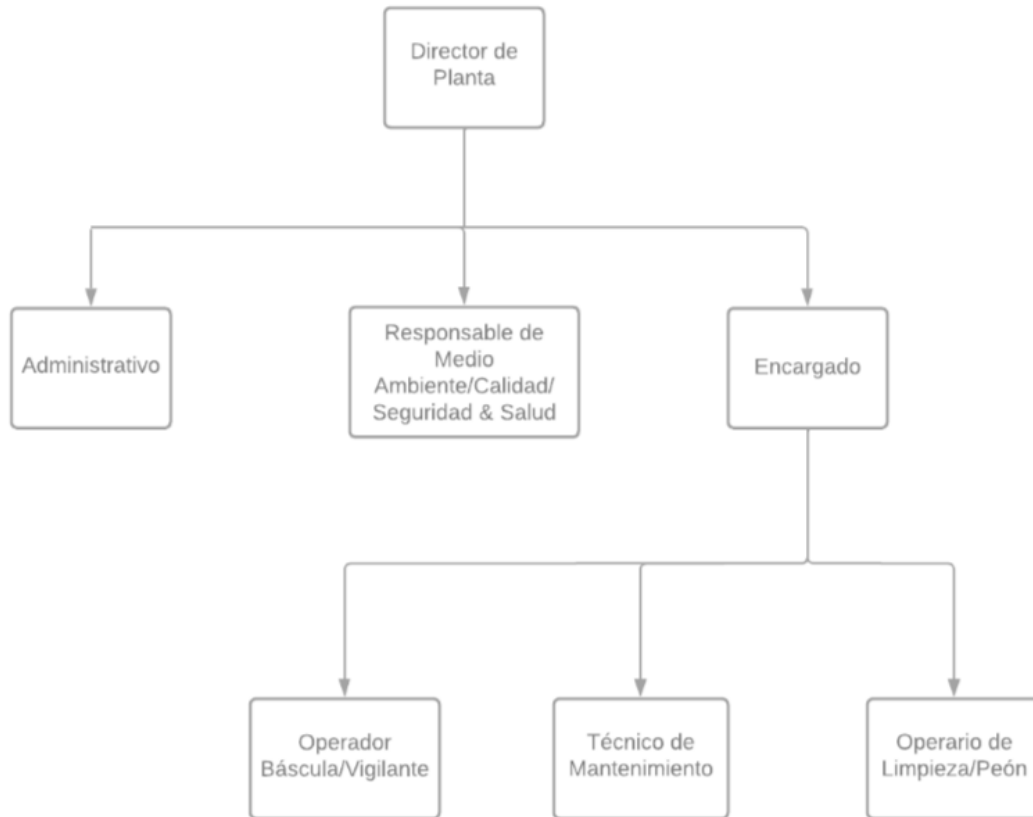 Director de
Planta
Administrativo
Responsable de
Medio
Ambiente/Calidad/
Seguridad & Salud
Encargado
Operador
Báscula/Vigilante
Técnico de
Mantenimiento
Operario de
Limpieza/Peón